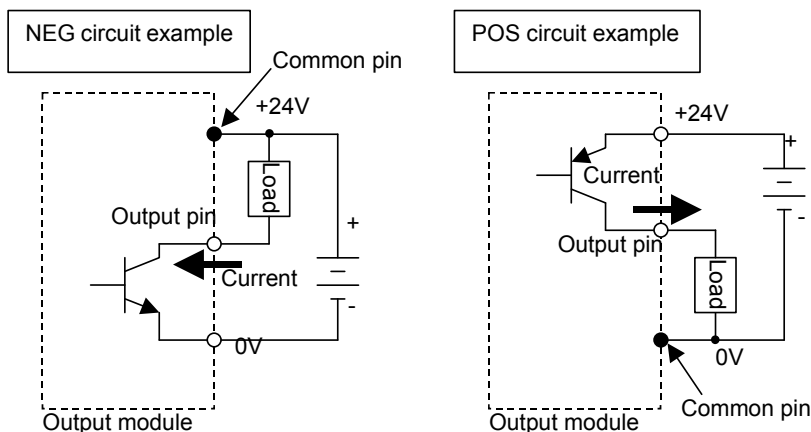 NEG circuit example
Common pin
+24V
Load
Output pin
+
Current
-
0V
Output module
POS circuit example
+24V
+
Current
-
Output pin
Load
0V
Common pin
Output module